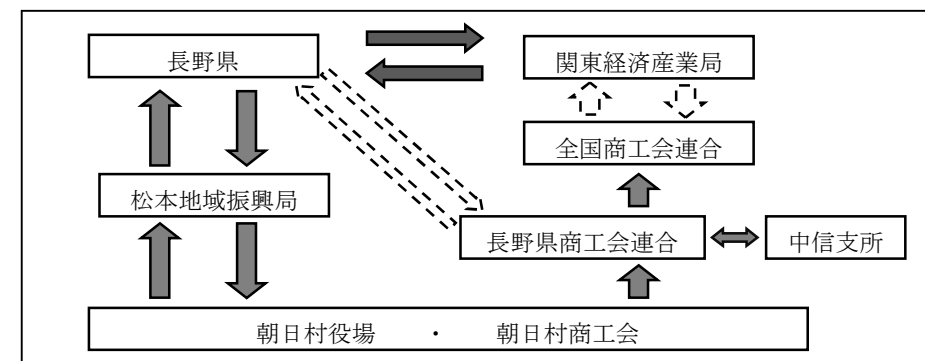 長野県
関東経済産業局
全国商工会連合
松本地域振興局
長野県商工会連合
中信支所
朝日村役場　・　朝日村商工会